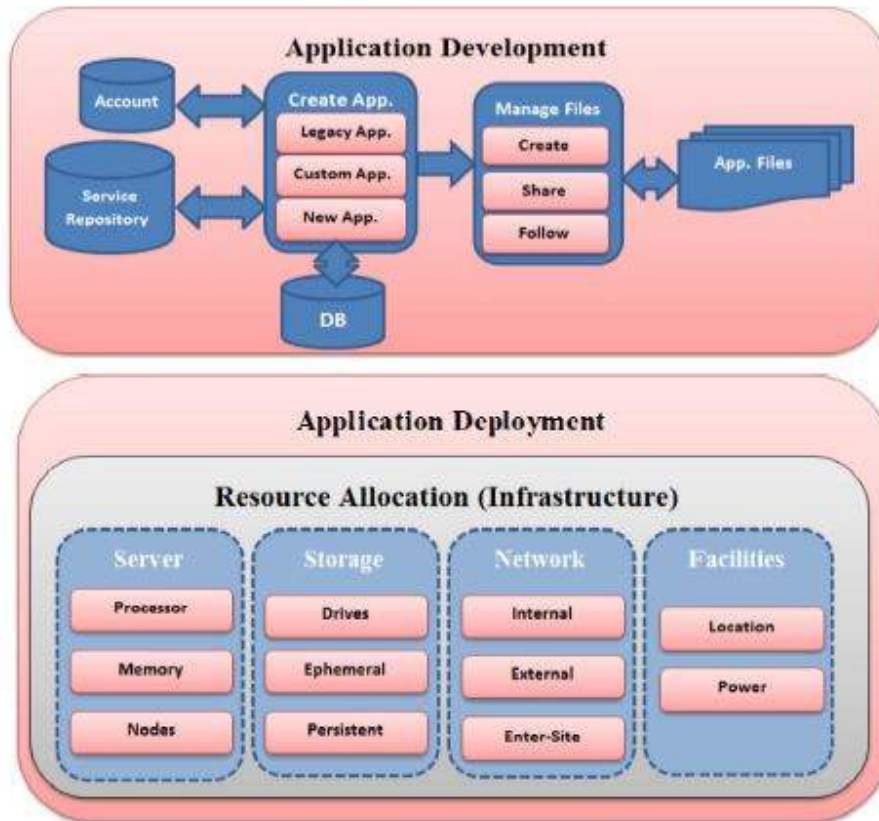 Application Development
Account
Service
Repository
Create App.
Legacy App.
Custom App.
New App.
DB
Manage Files
Create
Share
Follow
App. Files
Application Deployment
Resource Allocation (Infrastructure)
Server
Processor
Memory
Nodes
Storage
Drives
Ephemeral
Persistent
Network
Internal
External
Enter-Site
Facilities
Location
Power